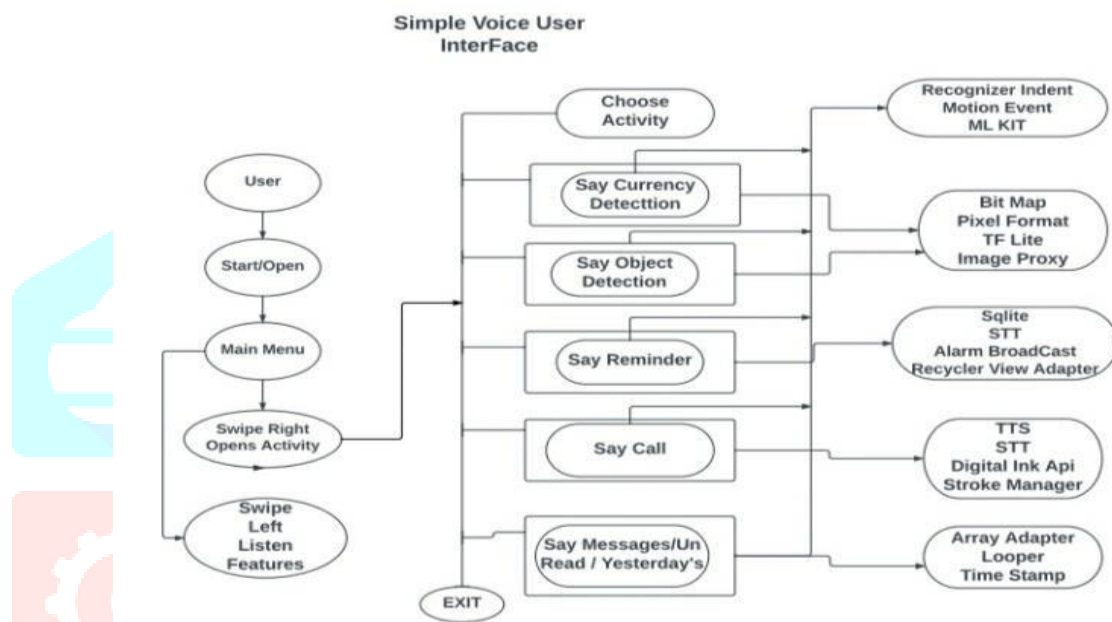 Simple Voice User
InterFace
User
Start/Open
Main Menu
Swipe Right
Opens Activity
Swipe
Left
Listen
Features
Choose
Activity
Say Currency
Detecttion
Say Object
Detection
Say Reminder
Say Call
Say Messages/Un
Read / Yesterday's
EXIT
Recognizer Indent
Motion Event
ML KIT
Bit Map
Pixel Format
TF Lite
Image Proxy
Sqlite
STT
Alarm BroadCast
Recycler View Adapter
TTS
STT
Digital Ink Api
Stroke Manager
Array Adapter
Looper
Time Stamp